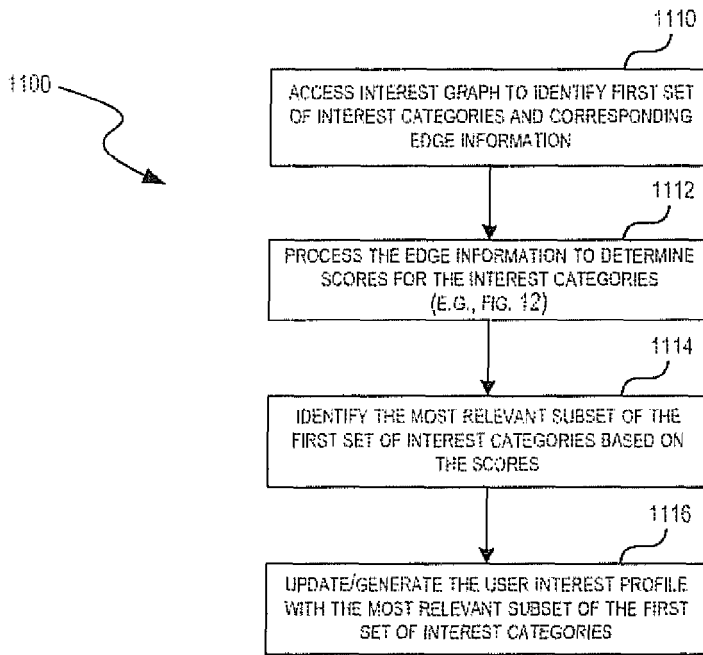 1100
1110
ACCESS INTEREST GRAPH TO IDENTIFY FIRST SET
OF INTEREST CATEGORIES AND CORRESPONDING
EDGE INFORMATION
1112
PROCESS THE EDGE INFORMATION TO DETERMINE
SCORES FOR THE INTEREST CATEGORIES
(E.G., FIG. 12)
1114
IDENTIFY THE MOST RELEVANT SUBSET OF THE
FIRST SET OF INTEREST CATEGORIES BASED ON
THE SCORES
1116
UPDATE/GENERATE THE USER INTEREST PROFILE
WITH THE MOST RELEVANT SUBSET OF THE FIRST
SET OF INTEREST CATEGORIES